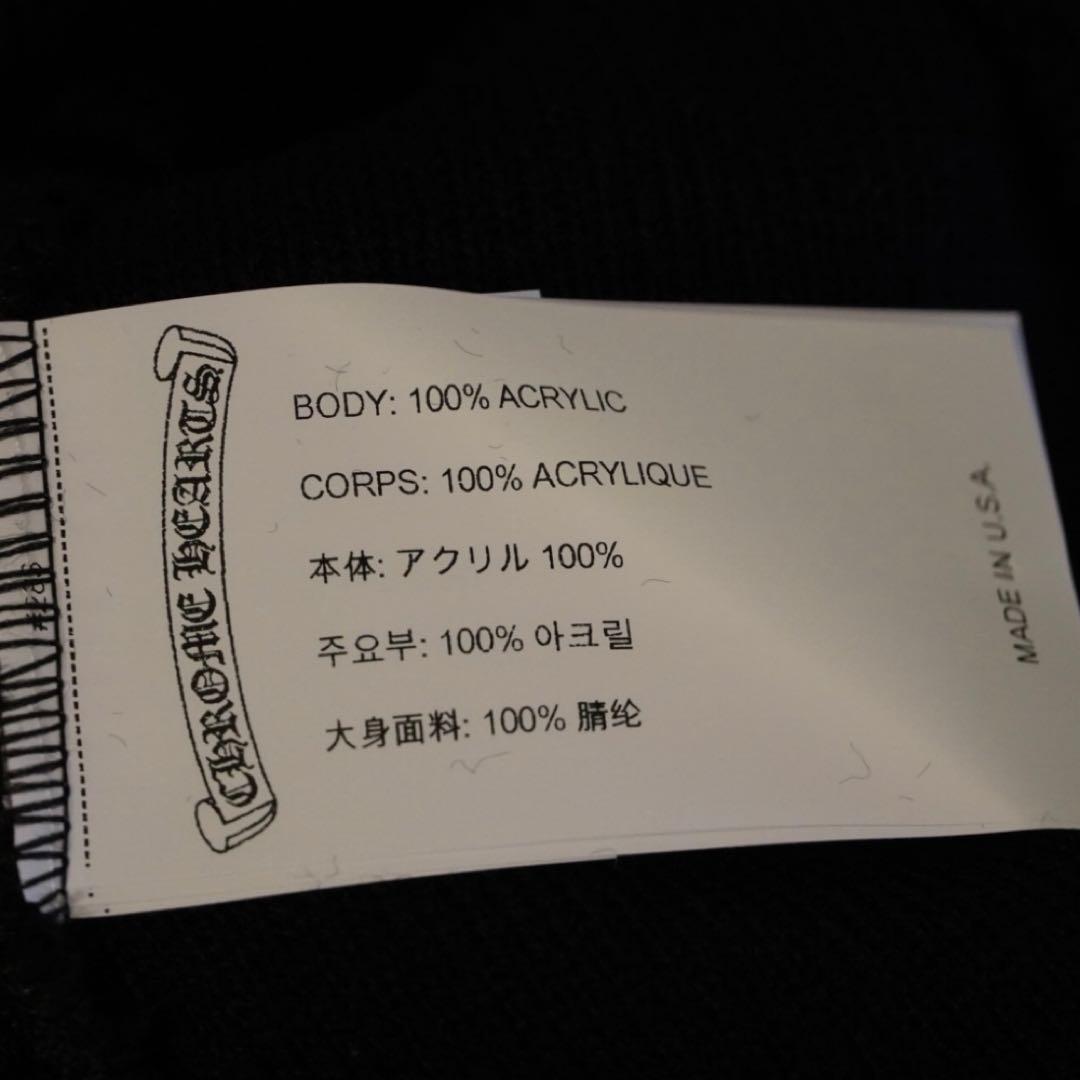 CHROME HEARTS
BODY: 100% ACRYLIC
CORPS: 100% ACRYLIQUE
本体: アクリル 100%
주요부: 100% 아크릴
大身面料: 100% 腈纶
MADE IN U.S.A